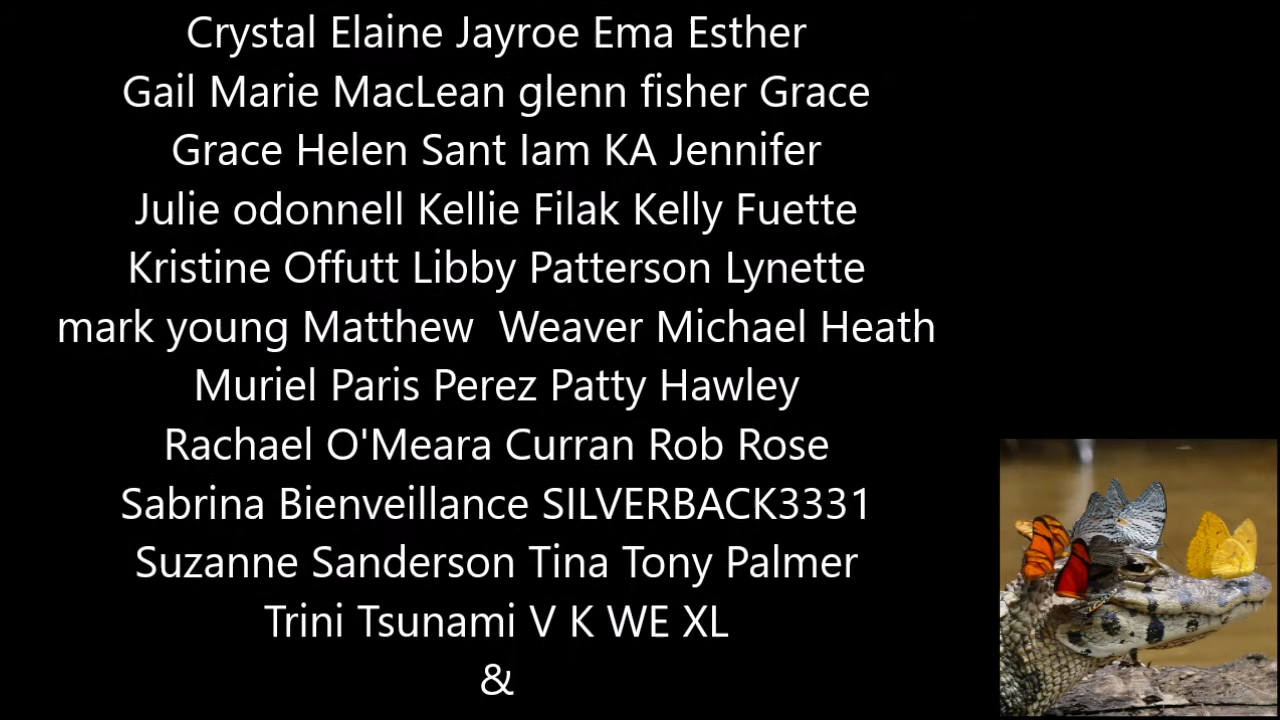 Crystal Elaine Jayroe Ema Esther
Gail Marie MacLean glenn fisher Grace
Grace Helen Sant Iam KA Jennifer
Julie odonnell Kellie Filak Kelly Fuette
Kristine Offutt Libby Patterson Lynette
mark young Matthew  Weaver Michael Heath
Muriel Paris Perez Patty Hawley
Rachael O'Meara Curran Rob Rose
Sabrina Bienveillance SILVERBACK3331
Suzanne Sanderson Tina Tony Palmer
Trini Tsunami V K WE XL
&